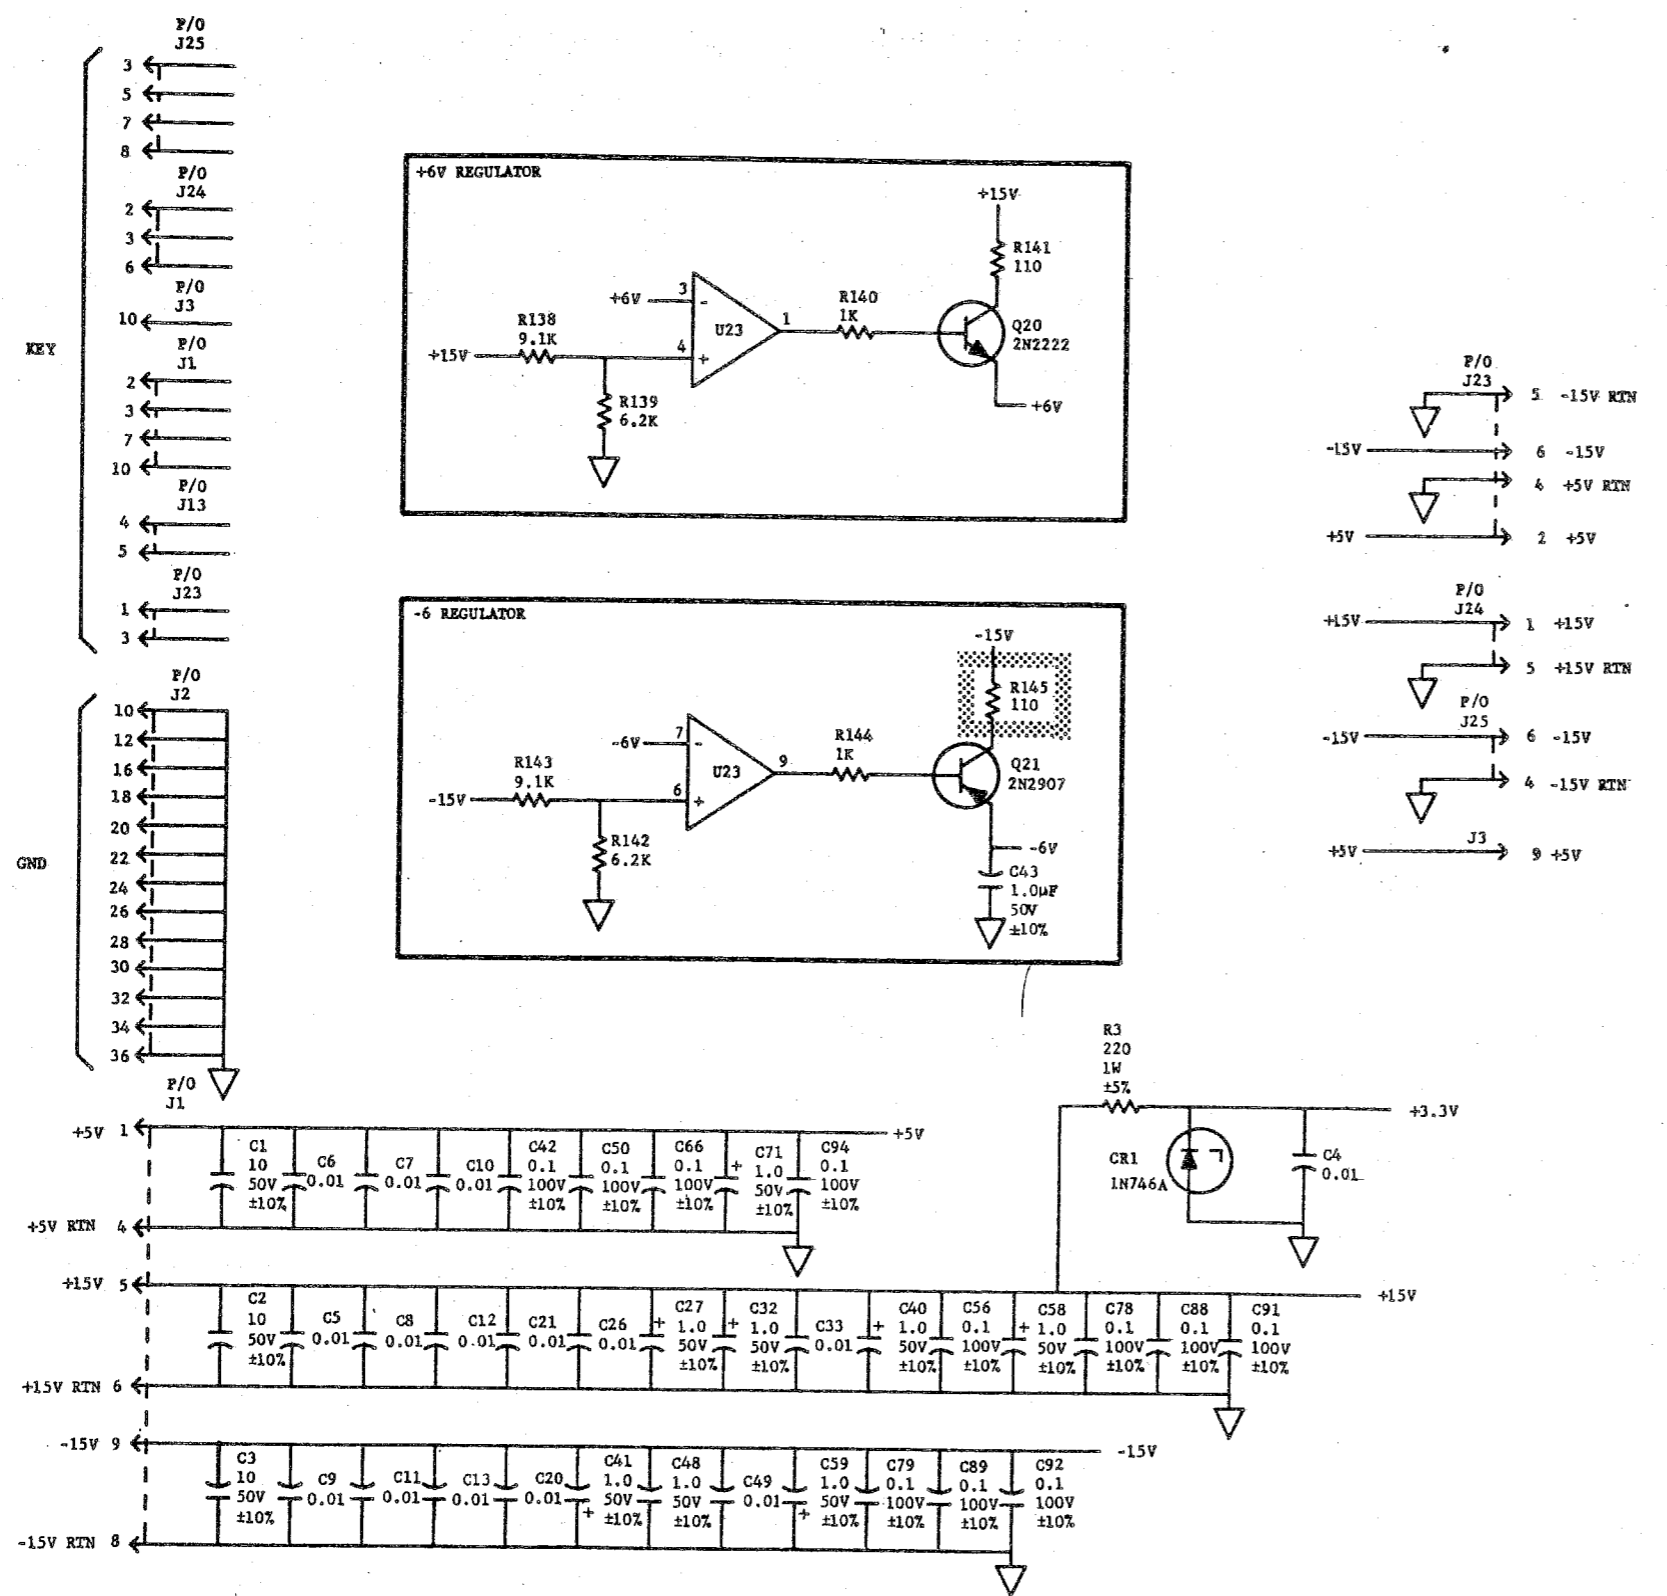 P/O
J25
3
5
7
8
P/O
J24
2
3
6
P/O
J3
10
KEY
P/O
J1
2
3
7
10
P/O
J13
4
5
P/O
J23
1
3
P/O
J2
10
12
16
18
20
22
24
26
28
30
32
34
36
GND
+6V REGULATOR
+15V
R141
110
+6V
3
-
U23
1
R140
1K
Q20
2N2222
R138
9.1K
+15V
4
+
R139
6.2K
+6V
-6 REGULATOR
-15V
R145
110
-6V
7
-
U23
9
R144
1K
Q21
2N2907
R143
9.1K
-15V
6
+
R142
6.2K
-6V
C43
1.0µF
50V
±10%
P/O
J23
5 -15V RTN
-15V
6 -15V
4 +5V RTN
+5V
2 +5V
P/O
J24
+15V
1 +15V
5 +15V RTN
P/O
J25
-15V
6 -15V
4 -15V RTN
J3
+5V
9 +5V
R3
220
1W
±5%
+3.3V
CR1
1N746A
C4
0.01
P/O
J1
+5V 1
+5V
C1
10
50V
±10%
C6
0.01
C7
0.01
C10
0.01
C42
0.1
100V
±10%
C50
0.1
100V
±10%
C66
0.1
100V
±10%
+
C71
1.0
50V
±10%
C94
0.1
100V
±10%
+5V RTN 4
+15V 5
+15V
C2
10
50V
±10%
C5
0.01
C8
0.01
C12
0.01
C21
0.01
C26
0.01
+
C27
1.0
50V
±10%
+
C32
1.0
50V
±10%
C33
0.01
+
C40
1.0
50V
±10%
C56
0.1
100V
±10%
+
C58
1.0
50V
±10%
C78
0.1
100V
±10%
C88
0.1
100V
±10%
C91
0.1
100V
±10%
+15V RTN 6
-15V 9
-15V
C3
10
50V
±10%
C9
0.01
C11
0.01
C13
0.01
C20
0.01
+
C41
1.0
50V
±10%
C48
1.0
50V
±10%
C49
0.01
+
C59
1.0
50V
±10%
C79
0.1
100V
±10%
C89
0.1
100V
±10%
C92
0.1
100V
±10%
-15V RTN 8